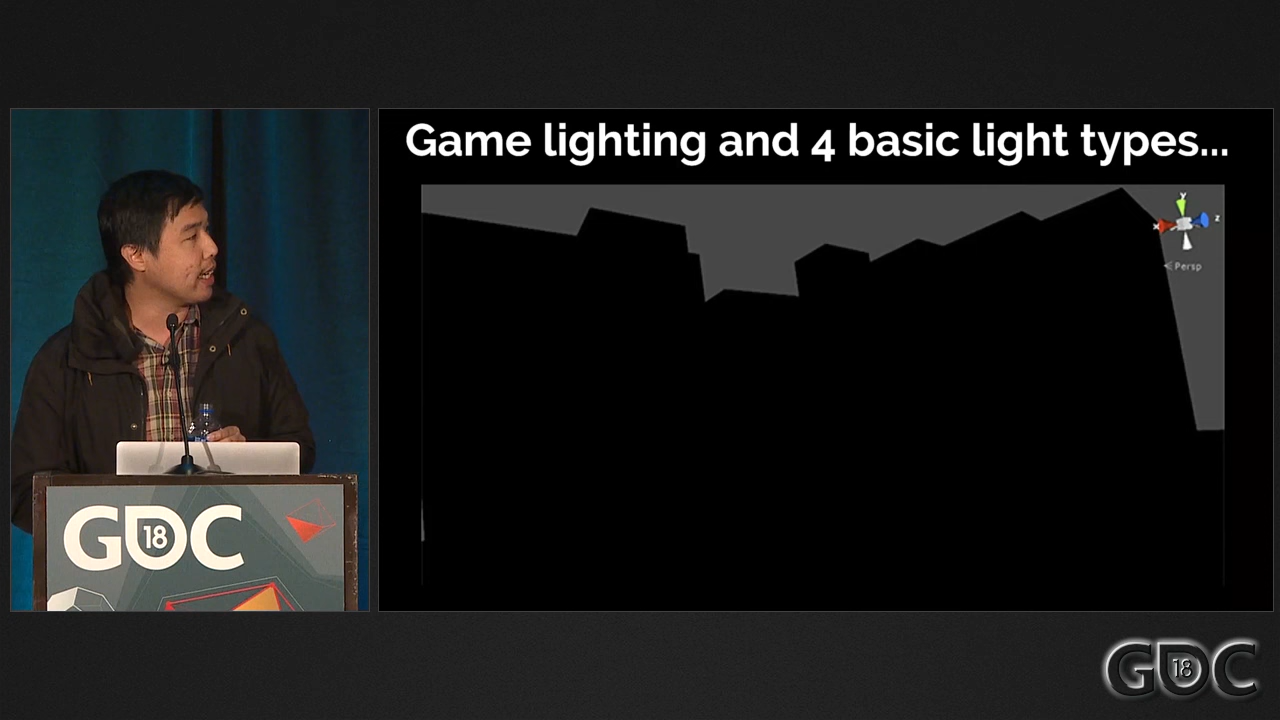 Game lighting and 4 basic light types...
y
x
z
< Persp
GDC
18
GDC
18